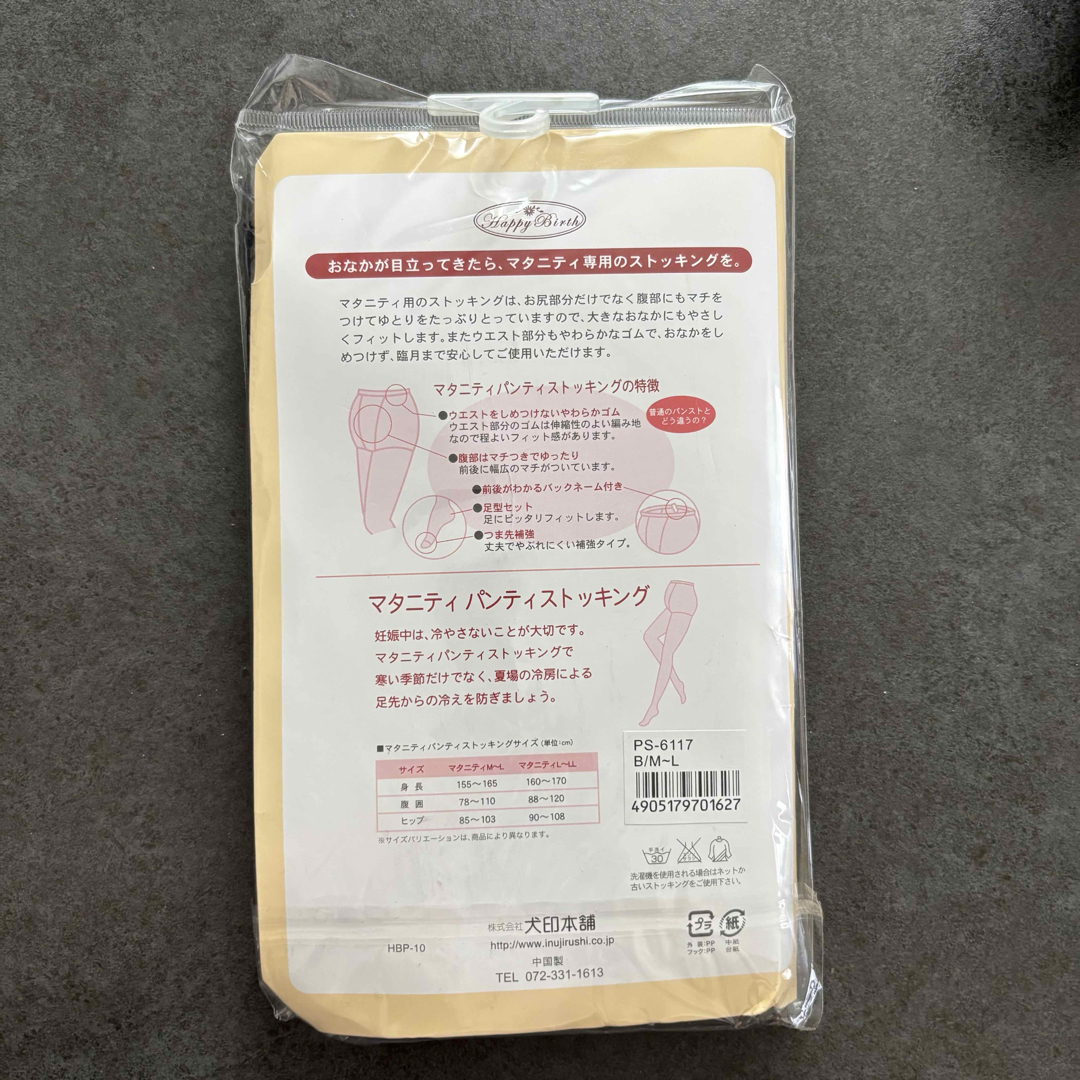 Happy Birth
おなかが目立ってきたら、マタニティ専用のストッキングを。
マタニティ用のストッキングは、お尻部分だけでなく腹部にもマチを
つけてゆとりをたっぷりとっていますので、大きなおなかにもやさし
くフィットします。またウエスト部分もやわらかなゴムで、おなかをし
めつけず、臨月まで安心してご使用いただけます。
マタニティパンティストッキングの特徴
普通のパンストと
どう違うの？
●ウエストをしめつけないやわらかゴム
ウエスト部分のゴムは伸縮性のよい編み地
なので程よいフィット感があります。
●腹部はマチつきでゆったり
前後に幅広のマチがついています。
●前後がわかるバックネーム付き
●足型セット
足にピッタリフィットします。
●つま先補強
丈夫でやぶれにくい補強タイプ。
マタニティ パンティストッキング
妊娠中は、冷やさないことが大切です。
マタニティパンティストッキングで
寒い季節だけでなく、夏場の冷房による
足先からの冷えを防ぎましょう。
■マタニティパンティストッキングサイズ（単位：cm）
サイズ マタニティM〜L マタニティL〜LL
身長 155〜165 160〜170
腹囲 78〜110 88〜120
ヒップ 85〜103 90〜108
※サイズバリエーションは、商品により異なります。
PS-6117
B/M~L
4905179701627
手洗イ
30
洗濯機を使用される場合はネットか
古いストッキングをご使用下さい。
株式会社 犬印本舗
http://www.inujirushi.co.jp
中国製
TEL 072-331-1613
HBP-10
プラ
紙
外装:PP
フック:PP
中紙
台紙